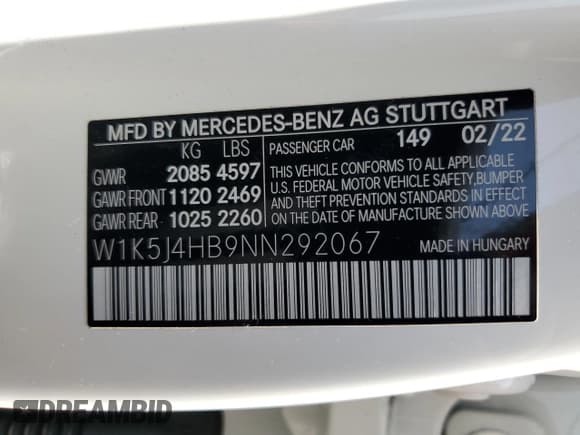 MFD BY MERCEDES-BENZ AG STUTTGART
KG LBS PASSENGER CAR 149 02/22
GVWR 2085 4597
GAWR FRONT 1120 2469
GAWR REAR 1025 2260
THIS VEHICLE CONFORMS TO ALL APPLICABLE
U.S. FEDERAL MOTOR VEHICLE SAFETY, BUMPER
AND THEFT PREVENTION STANDARDS IN EFFECT
ON THE DATE OF MANUFACTURE SHOWN ABOVE.
W1K5J4HB9NN292067 MADE IN HUNGARY
DREAMBID